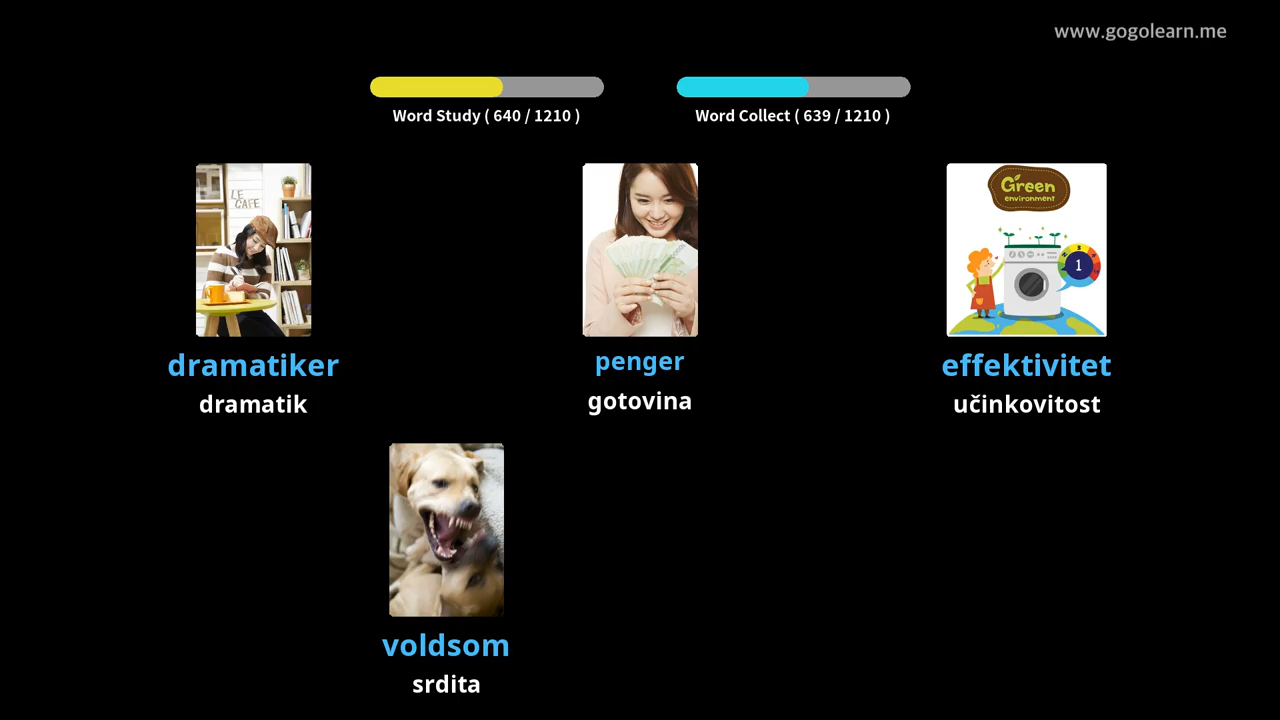 www.gogolearn.me
Word Study ( 640 / 1210 )
Word Collect ( 639 / 1210 )
LE
CAFE
Green
environment
1
dramatiker
dramatik
penger
gotovina
effektivitet
učinkovitost
voldsom
srdita